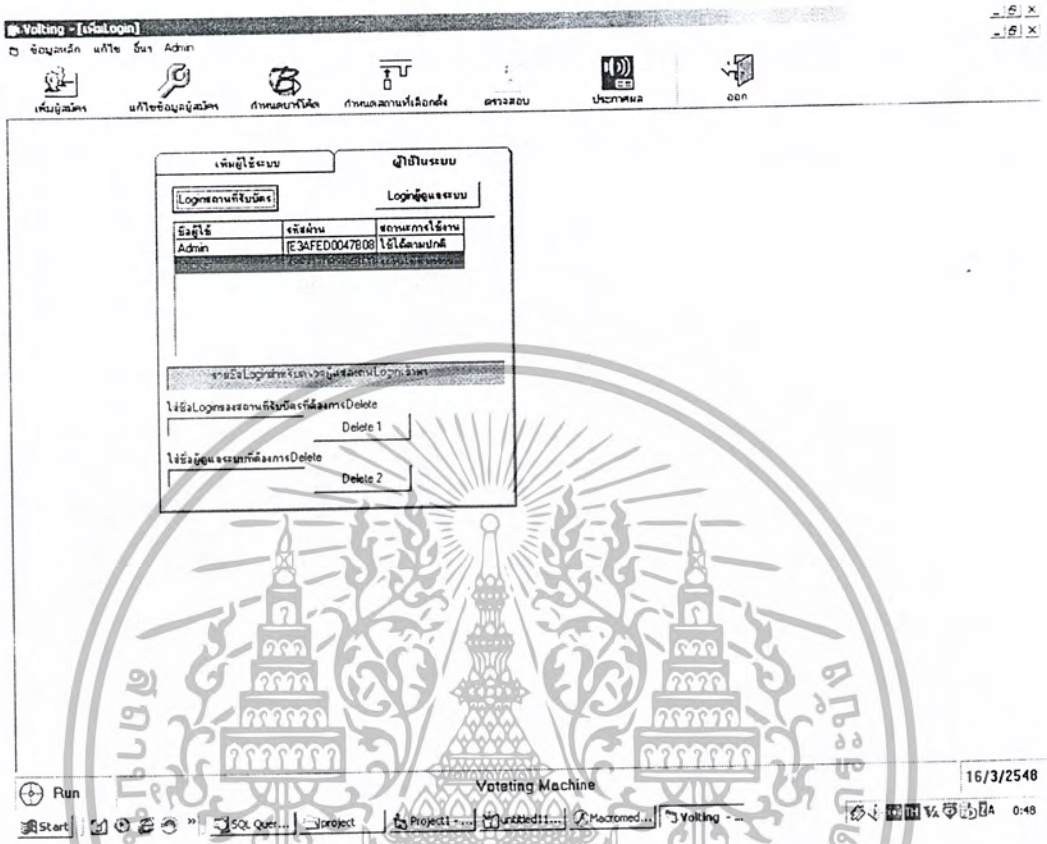 Volting - [เรื่อLogin]
ข้อมูลหลัก แก้ไข อื่นๆ Admin
เพิ่มผู้สมัคร แก้ไขข้อมูลผู้สมัคร กำหนดบาร์โค้ด กำหนดสถานที่เลือกตั้ง ตรวจสอบ ประกาศผล ออก
เพิ่มผู้ใช้ระบบ ผู้ใช้ในระบบ
Loginสถานที่รับบัตร Loginผู้ดูแลระบบ
ชื่อผู้ใช้ รหัสผ่าน สถานะการใช้งาน
Admin [E3AFED0047B08 ใช้ได้ตามปกติ
ใส่ชื่อLoginของสถานที่รับบัตรที่ต้องการDelete
Delete 1
ใส่ชื่อผู้ดูแลระบบที่ต้องการDelete
Delete 2
Run Voteting Machine 16/3/2548
Start SQL Quer... project Project1 - ... untitled11... Macromed... Volting - ... 0:48